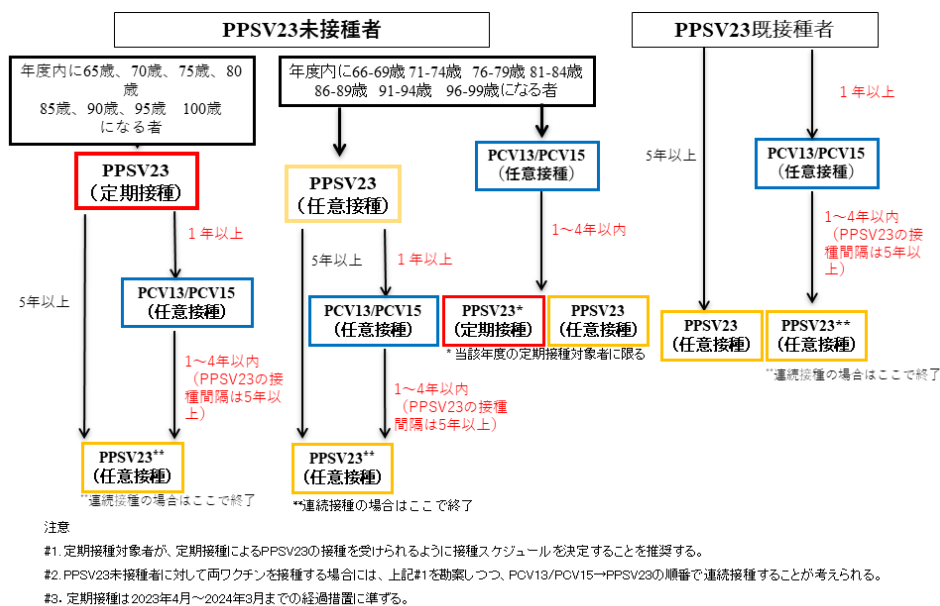 PPSV23未接種者
PPSV23既接種者
年度内に65歳、70歳、75歳、80
歳
85歳、90歳、95歳 100歳
になる者
年度内に66-69歳 71-74歳 76-79歳 81-84歳
86-89歳 91-94歳 96-99歳になる者
PPSV23
(定期接種)
5年以上
1年以上
PCV13/PCV15
(任意接種)
1~4年以内
(PPSV23の接
種間隔は5年以
上)
PPSV23**
(任意接種)
**連続接種の場合はここで終了
PPSV23
(任意接種)
5年以上
1年以上
PCV13/PCV15
(任意接種)
1~4年以内
(PPSV23の接種
間隔は5年以上)
PPSV23**
(任意接種)
**連続接種の場合はここで終了
PCV13/PCV15
(任意接種)
1~4年以内
PPSV23*
(定期接種)
PPSV23
(任意接種)
* 当該年度の定期接種対象者に限る
5年以上
1年以上
PCV13/PCV15
(任意接種)
1~4年以内
(PPSV23の接
種間隔は5年以
上)
PPSV23
(任意接種)
PPSV23**
(任意接種)
**連続接種の場合はここで終了
注意
#1. 定期接種対象者が、定期接種によるPPSV23の接種を受けられるように接種スケジュールを決定することを推奨する。
#2. PPSV23未接種者に対して両ワクチンを接種する場合には、上記#1を勘案しつつ、PCV13/PCV15→PPSV23の順番で連続接種することが考えられる。
#3. 定期接種は2023年4月~2024年3月までの経過措置に準ずる。